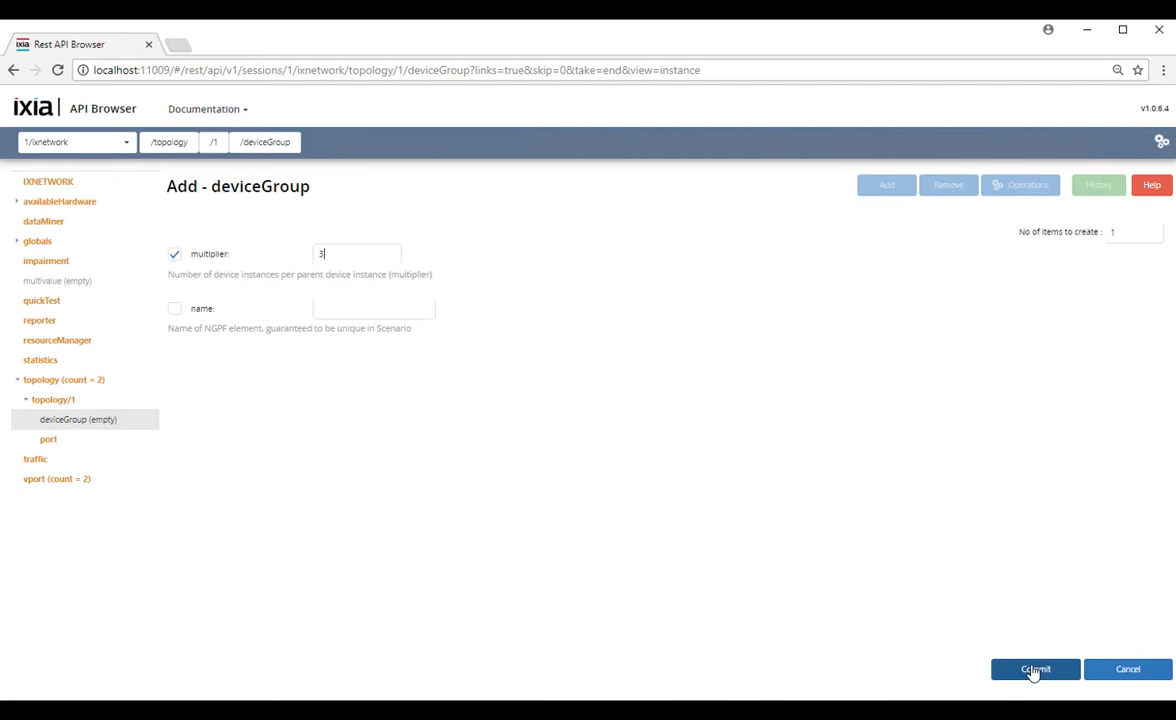 ixia Rest API Browser
localhost:11009/#/rest/api/v1/sessions/1/ixnetwork/topology/1/deviceGroup?links=true&skip=0&take=end&view=instance
ixia API Browser Documentation v1.0.6.4
1/ixnetwork /topology /1 /deviceGroup
IXNETWORK
availableHardware
dataMiner
globals
impairment
multivalue (empty)
quickTest
reporter
resourceManager
statistics
topology (count = 2)
topology/1
deviceGroup (empty)
port
traffic
vport (count = 2)
Add - deviceGroup
Add Remove Operations History Help
No of items to create : 1
multiplier: 3
Number of device instances per parent device instance (multiplier)
name:
Name of NGPF element, guaranteed to be unique in Scenario
Commit Cancel